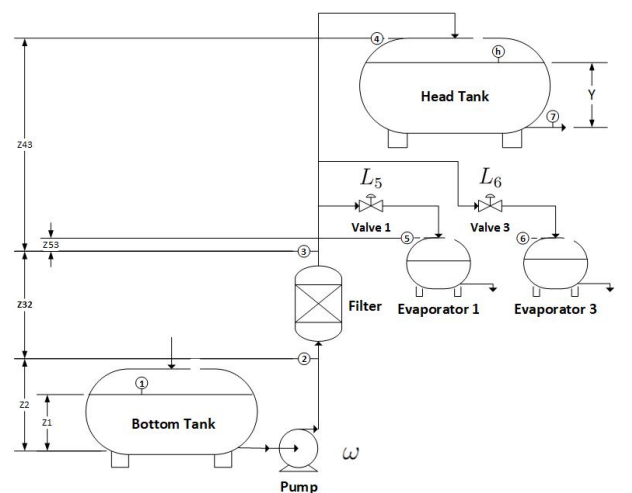 4
h
Head Tank
Y
7
Z43
L5
L6
Valve 1
Valve 3
Z53
5
6
3
Filter
Evaporator 1
Evaporator 3
Z32
2
Z2
1
Z1
Bottom Tank
ω
Pump